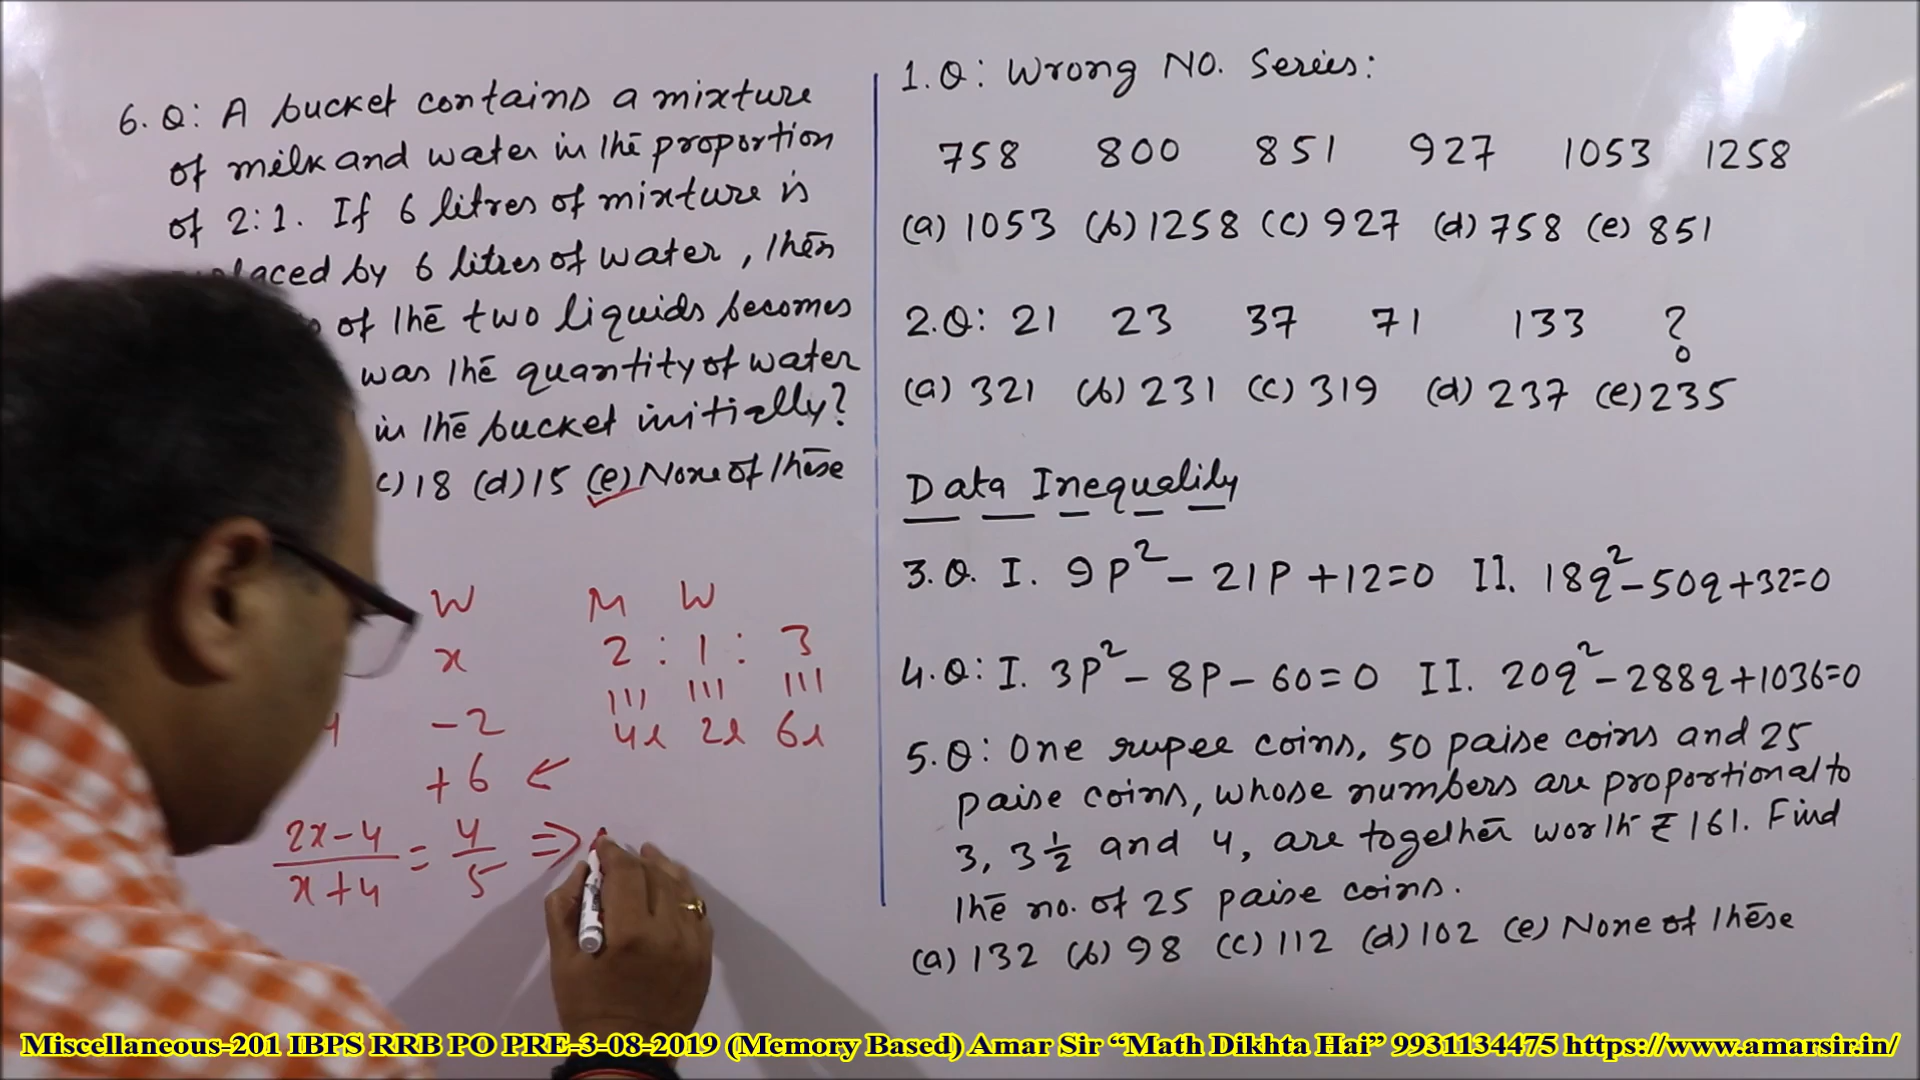 6. Q: A bucket contains a mixture
of milk and water in the proportion
of 2:1. If 6 litres of mixture is
laced by 6 litres of water, then
of the two liquids becomes
was the quantity of water
in the bucket initially?
c) 18 (d) 15 (e) None of these
W
x
4 -2
+6 ←
2x-4 / x+4 = 4/5 ⇒
M W
2 : 1 : 3
4l 2l 6l
1.Q: Wrong NO. Series:
758 800 851 927 1053 1258
(a) 1053 (b) 1258 (c) 927 (d) 758 (e) 851
2.Q: 21 23 37 71 133 ?
(a) 321 (b) 231 (c) 319 (d) 237 (e) 235
Data Inequality
3.Q. I. 9p² - 21p + 12=0 II. 18q² - 50q + 32=0
4.Q: I. 3p² - 8p - 60=0 II. 20q² - 288q + 1036=0
5.Q: One rupee coins, 50 paise coins and 25
paise coins, whose numbers are proportional to
3, 3 1/2 and 4, are together worth ₹ 161. Find
the no. of 25 paise coins.
(a) 132 (b) 98 (c) 112 (d) 102 (e) None of these
Miscellaneous-201 IBPS RRB PO PRE-3-08-2019 (Memory Based) Amar Sir “Math Dikhta Hai” 9931134475 https://www.amarsir.in/